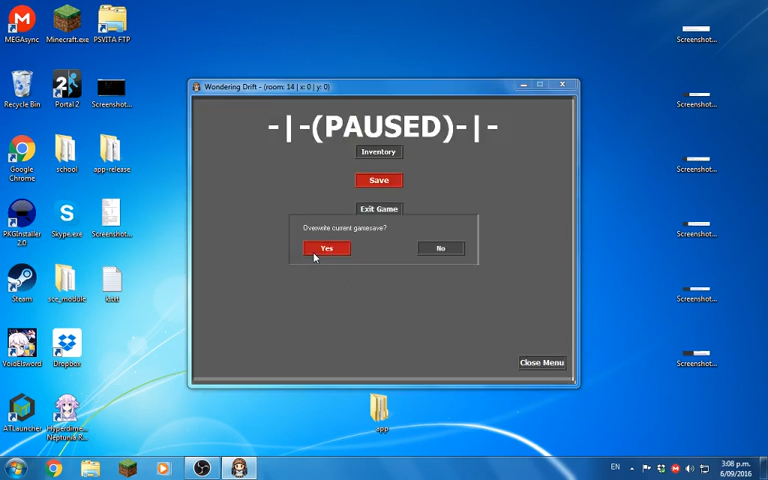 MEGAsync
Minecraft.exe
PSVITA FTP
Screenshot...
Recycle Bin
Portal 2
Screenshot...
Screenshot...
Google
Chrome
school
app-release
Screenshot...
PKGInstaller
2.0
Skype.exe
Screenshot...
Screenshot...
Steam
sce_module
Screenshot...
Dropbox
Screenshot...
ATLauncher
Hyperdime...
Neptunia R...
app
Wondering Drift - (room: 14 | x: 0 | y: 0)
-|-(PAUSED)-|-
Inventory
Save
Exit Game
Overwrite current gamesave?
Yes
No
Close Menu
EN
3:08 p.m.
6/09/2016